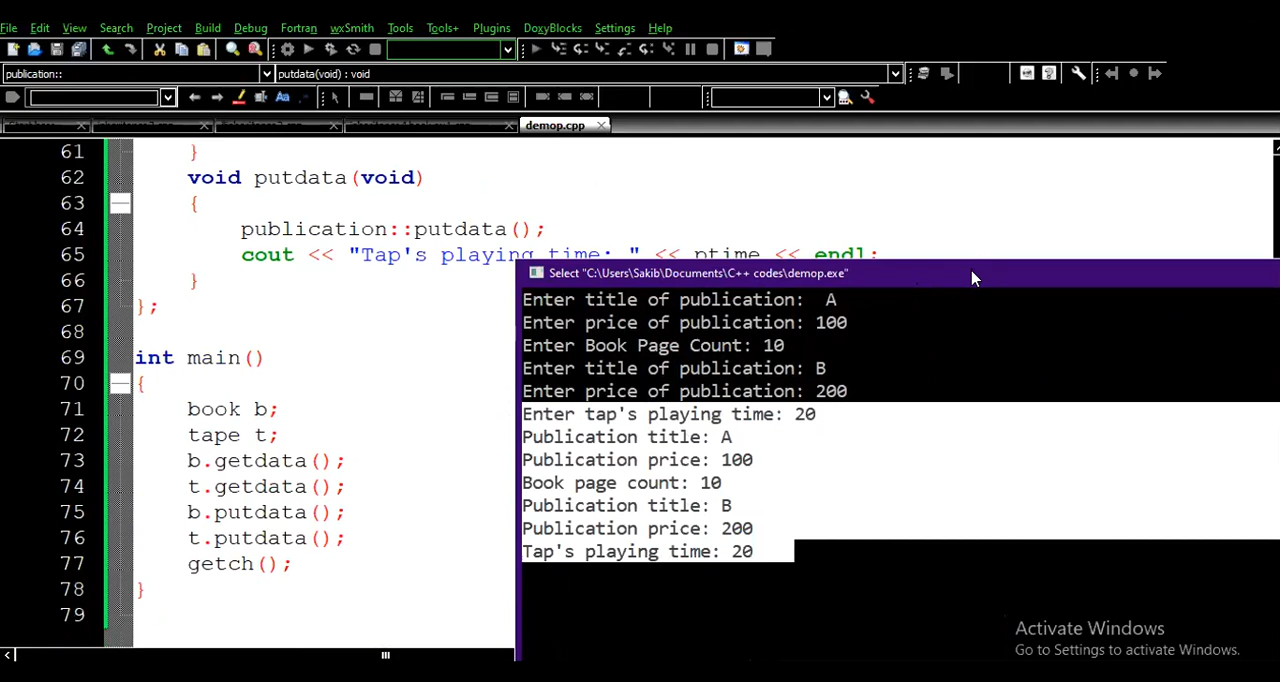 File Edit View Search Project Build Debug Fortran wxSmith Tools Tools+ Plugins DoxyBlocks Settings Help
publication:: putdata(void) : void
demop.cpp
61 }
62 void putdata(void)
63 {
64 publication::putdata();
65 cout << "Tap's playing time: " << ptime << endl;
66 }
67 };
68
69 int main()
70 {
71 book b;
72 tape t;
73 b.getdata();
74 t.getdata();
75 b.putdata();
76 t.putdata();
77 getch();
78 }
79
Select "C:\Users\Sakib\Documents\C++ codes\demop.exe"
Enter title of publication: A
Enter price of publication: 100
Enter Book Page Count: 10
Enter title of publication: B
Enter price of publication: 200
Enter tap's playing time: 20
Publication title: A
Publication price: 100
Book page count: 10
Publication title: B
Publication price: 200
Tap's playing time: 20
Activate Windows
Go to Settings to activate Windows.